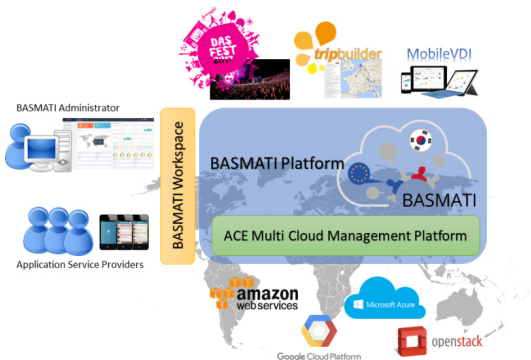 DAS
FEST
2017
tripbuilder
MobileVDI
BASMATI Administrator
BASMATI Workspace
BASMATI Platform
BASMATI
ACE Multi Cloud Management Platform
Application Service Providers
amazon
web services
Microsoft Azure
Google Cloud Platform
openstack